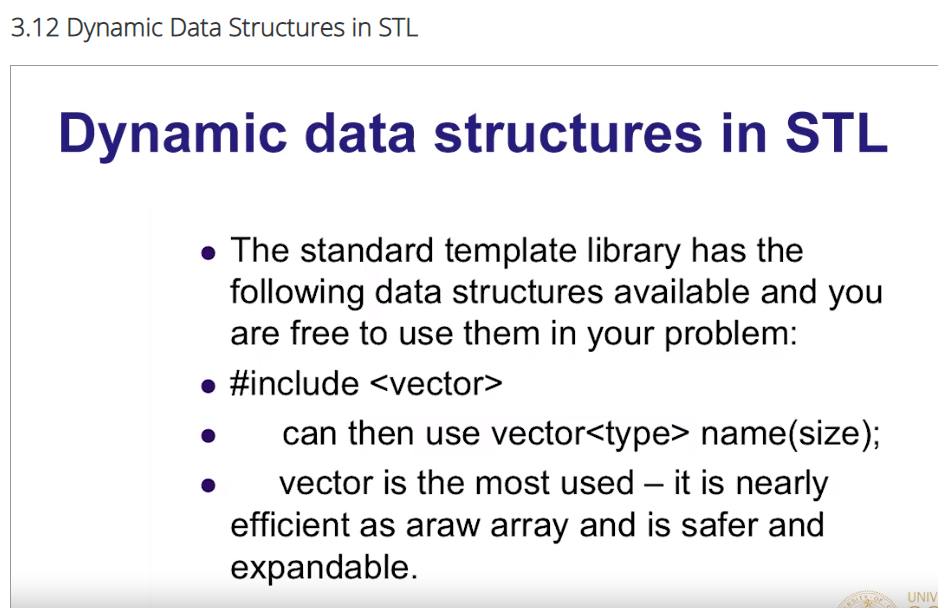 3.12 Dynamic Data Structures in STL
Dynamic data structures in STL
• The standard template library has the
following data structures available and you
are free to use them in your problem:
• #include <vector>
• can then use vector<type> name(size);
• vector is the most used – it is nearly
efficient as araw array and is safer and
expandable.
UNIV